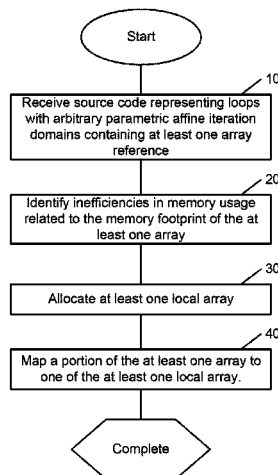 Start
10
Receive source code representing loops
with arbitrary parametric affine iteration
domains containing at least one array
reference
20
Identify inefficiencies in memory usage
related to the memory footprint of the at
least one array
30
Allocate at least one local array
40
Map a portion of the at least one array to
one of the at least one local array.
Complete